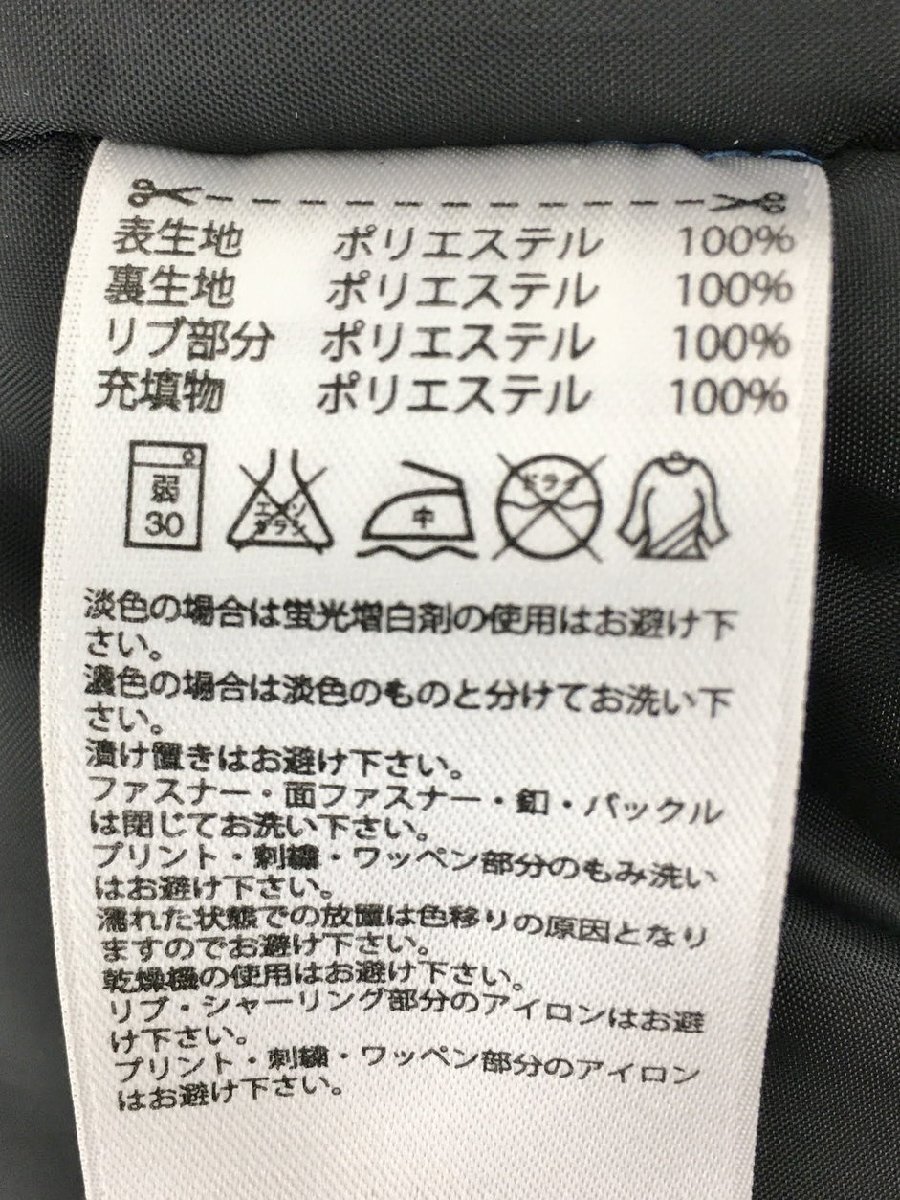 表生地 ポリエステル 100%
裏生地 ポリエステル 100%
リブ部分 ポリエステル 100%
充填物 ポリエステル 100%
弱
30
エンソ
サラシ
中
ドライ
淡色の場合は蛍光増白剤の使用はお避け下
さい。
濃色の場合は淡色のものと分けてお洗い下
さい。
漬け置きはお避け下さい。
ファスナー・面ファスナー・釦・バックル
は閉じてお洗い下さい。
プリント・刺繍・ワッペン部分のもみ洗い
はお避け下さい。
濡れた状態での放置は色移りの原因となり
ますのでお避け下さい。
乾燥機の使用はお避け下さい。
リブ・シャーリング部分のアイロンはお避
け下さい。
プリント・刺繍・ワッペン部分のアイロン
はお避け下さい。